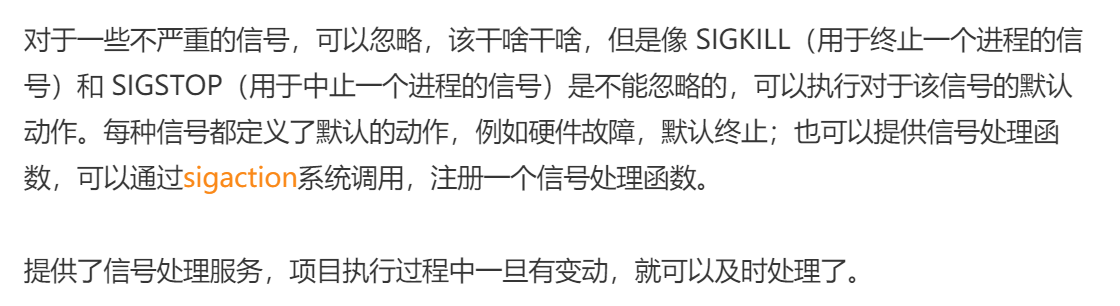 对于一些不严重的信号，可以忽略，该干啥干啥，但是像 SIGKILL（用于终止一个进程的信
号）和 SIGSTOP（用于中止一个进程的信号）是不能忽略的，可以执行对于该信号的默认
动作。每种信号都定义了默认的动作，例如硬件故障，默认终止；也可以提供信号处理函
数，可以通过sigaction系统调用，注册一个信号处理函数。
提供了信号处理服务，项目执行过程中一旦有变动，就可以及时处理了。